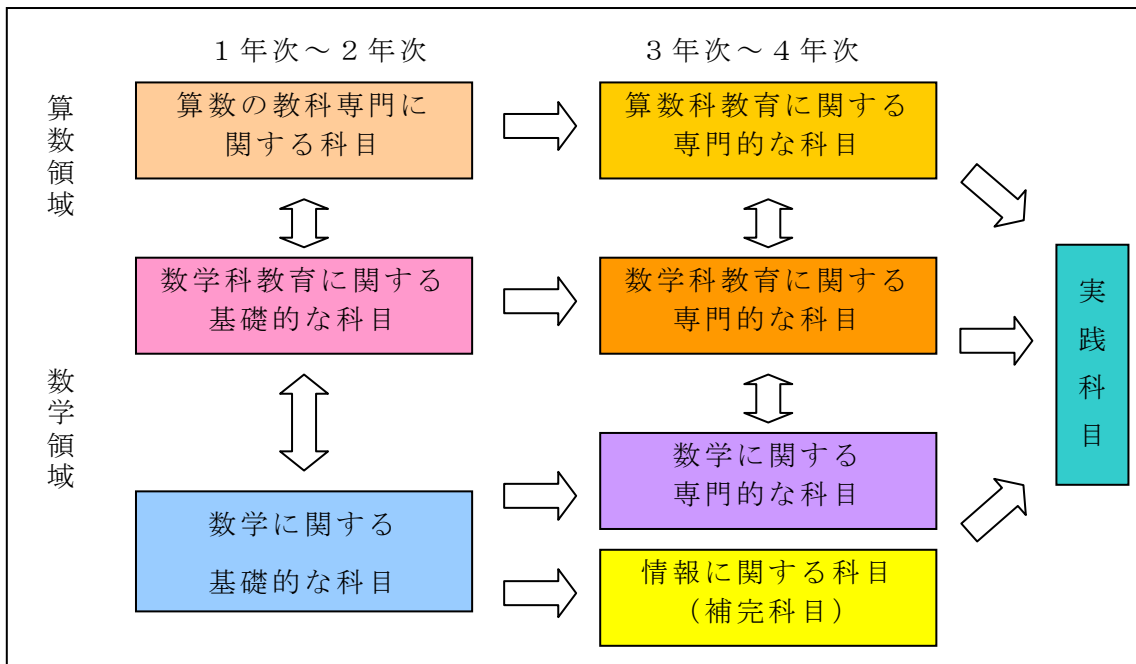 １年次～２年次
３年次～４年次
算数領域
算数の教科専門に
関する科目
算数科教育に関する
専門的な科目
数学科教育に関する
基礎的な科目
数学科教育に関する
専門的な科目
実践科目
数学領域
数学に関する
基礎的な科目
数学に関する
専門的な科目
情報に関する科目
（補完科目）